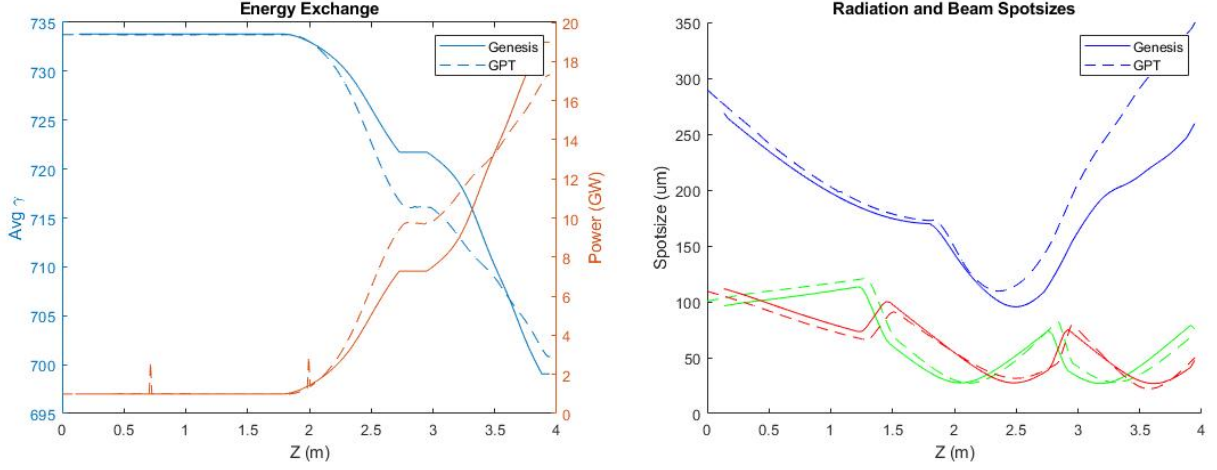 Energy Exchange
735
730
725
720
715
710
705
700
695
Avg γ
20
18
16
14
12
10
8
6
4
2
0
Power (GW)
Genesis
GPT
0 0.5 1 1.5 2 2.5 3 3.5 4
Z (m)
Radiation and Beam Spotsizes
350
300
250
200
150
100
50
0
Spotsize (um)
Genesis
GPT
0 0.5 1 1.5 2 2.5 3 3.5 4
Z (m)